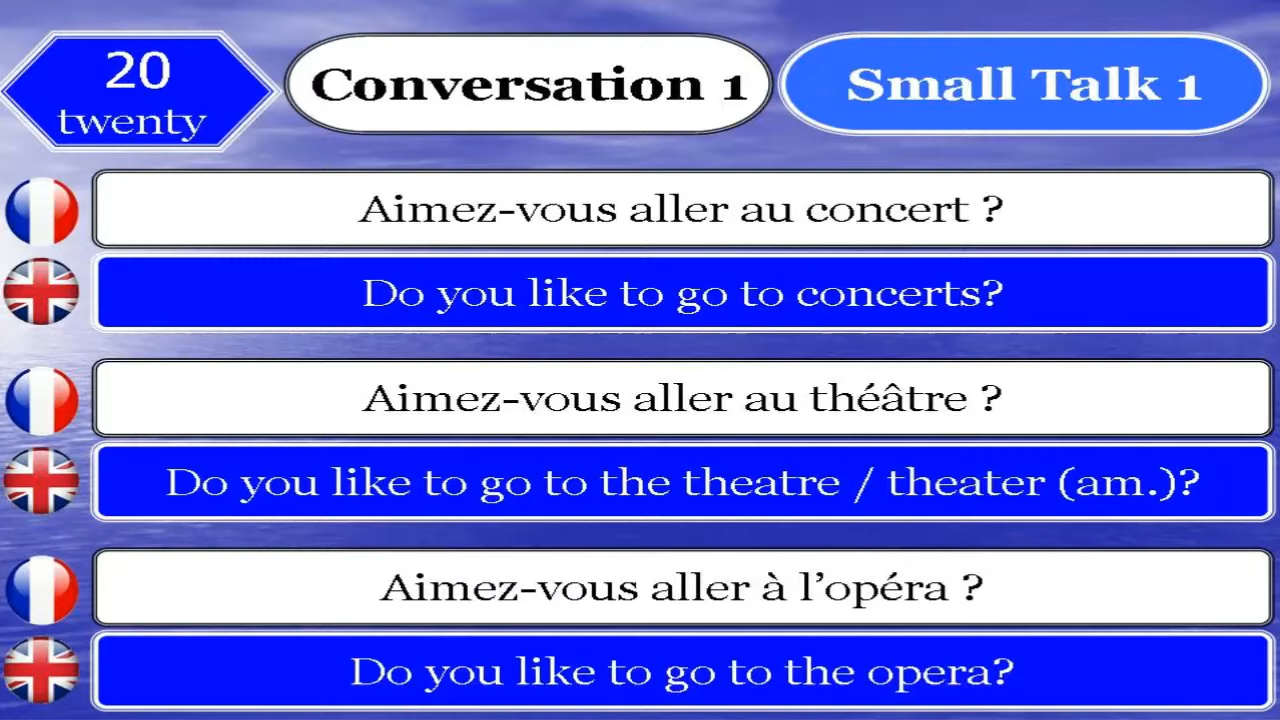 20
twenty
Conversation 1
Small Talk 1
Aimez-vous aller au concert ?
Do you like to go to concerts?
Aimez-vous aller au théâtre ?
Do you like to go to the theatre / theater (am.)?
Aimez-vous aller à l’opéra ?
Do you like to go to the opera?